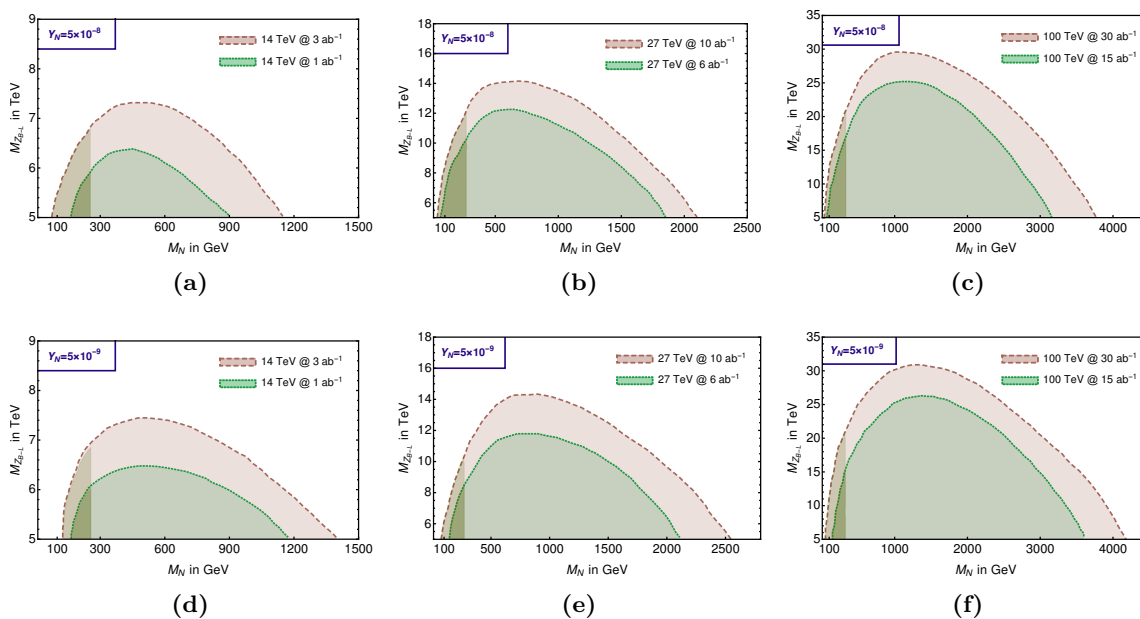 Y_N=5×10⁻⁸
14 TeV @ 3 ab⁻¹
14 TeV @ 1 ab⁻¹
M_{Z_{B-L}} in TeV
9
8
7
6
5
100 300 600 900 1200 1500
M_N in GeV
(a)
Y_N=5×10⁻⁸
27 TeV @ 10 ab⁻¹
27 TeV @ 6 ab⁻¹
M_{Z_{B-L}} in TeV
18
16
14
12
10
8
6
100 500 1000 1500 2000 2500
M_N in GeV
(b)
Y_N=5×10⁻⁸
100 TeV @ 30 ab⁻¹
100 TeV @ 15 ab⁻¹
M_{Z_{B-L}} in TeV
35
30
25
20
15
10
5
100 1000 2000 3000 4000
M_N in GeV
(c)
Y_N=5×10⁻⁹
14 TeV @ 3 ab⁻¹
14 TeV @ 1 ab⁻¹
M_{Z_{B-L}} in TeV
9
8
7
6
5
100 300 600 900 1200 1500
M_N in GeV
(d)
Y_N=5×10⁻⁹
27 TeV @ 10 ab⁻¹
27 TeV @ 6 ab⁻¹
M_{Z_{B-L}} in TeV
18
16
14
12
10
8
6
100 500 1000 1500 2000 2500
M_N in GeV
(e)
Y_N=5×10⁻⁹
100 TeV @ 30 ab⁻¹
100 TeV @ 15 ab⁻¹
M_{Z_{B-L}} in TeV
35
30
25
20
15
10
5
100 1000 2000 3000 4000
M_N in GeV
(f)